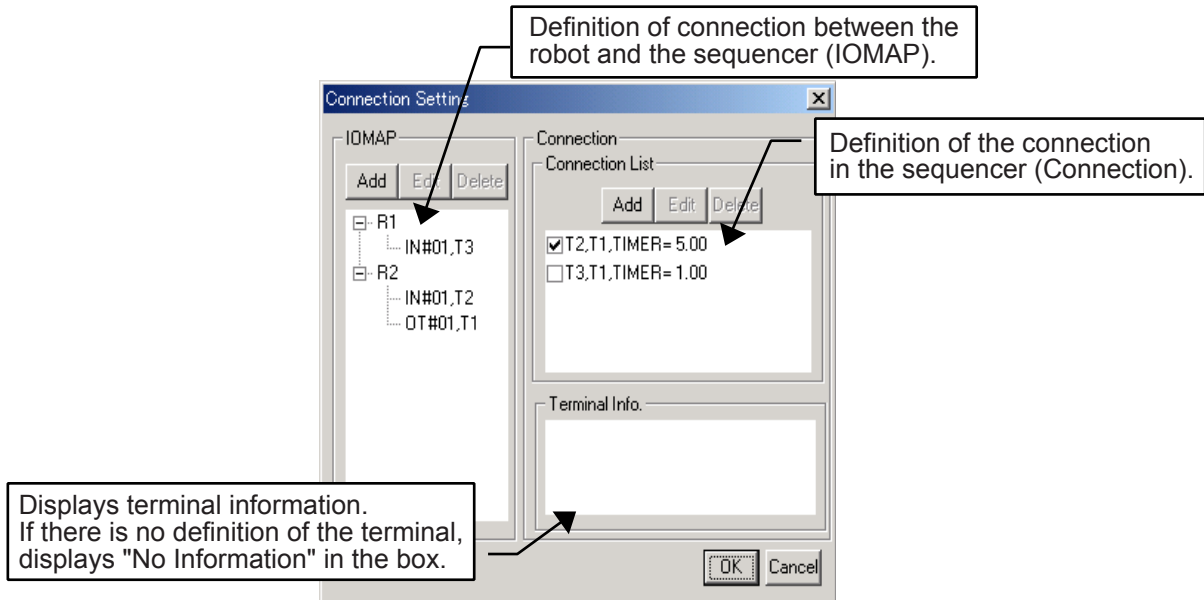 Definition of connection between the
robot and the sequencer (IOMAP).
Connection Setting
Definition of the connection
in the sequencer (Connection).
IOMAP
Add Edit Delete
R1
IN#01,T3
R2
IN#01,T2
OT#01,T1
Connection
Connection List
Add Edit Delete
T2,T1,TIMER= 5.00
T3,T1,TIMER= 1.00
Terminal Info.
Displays terminal information.
If there is no definition of the terminal,
displays "No Information" in the box.
OK Cancel